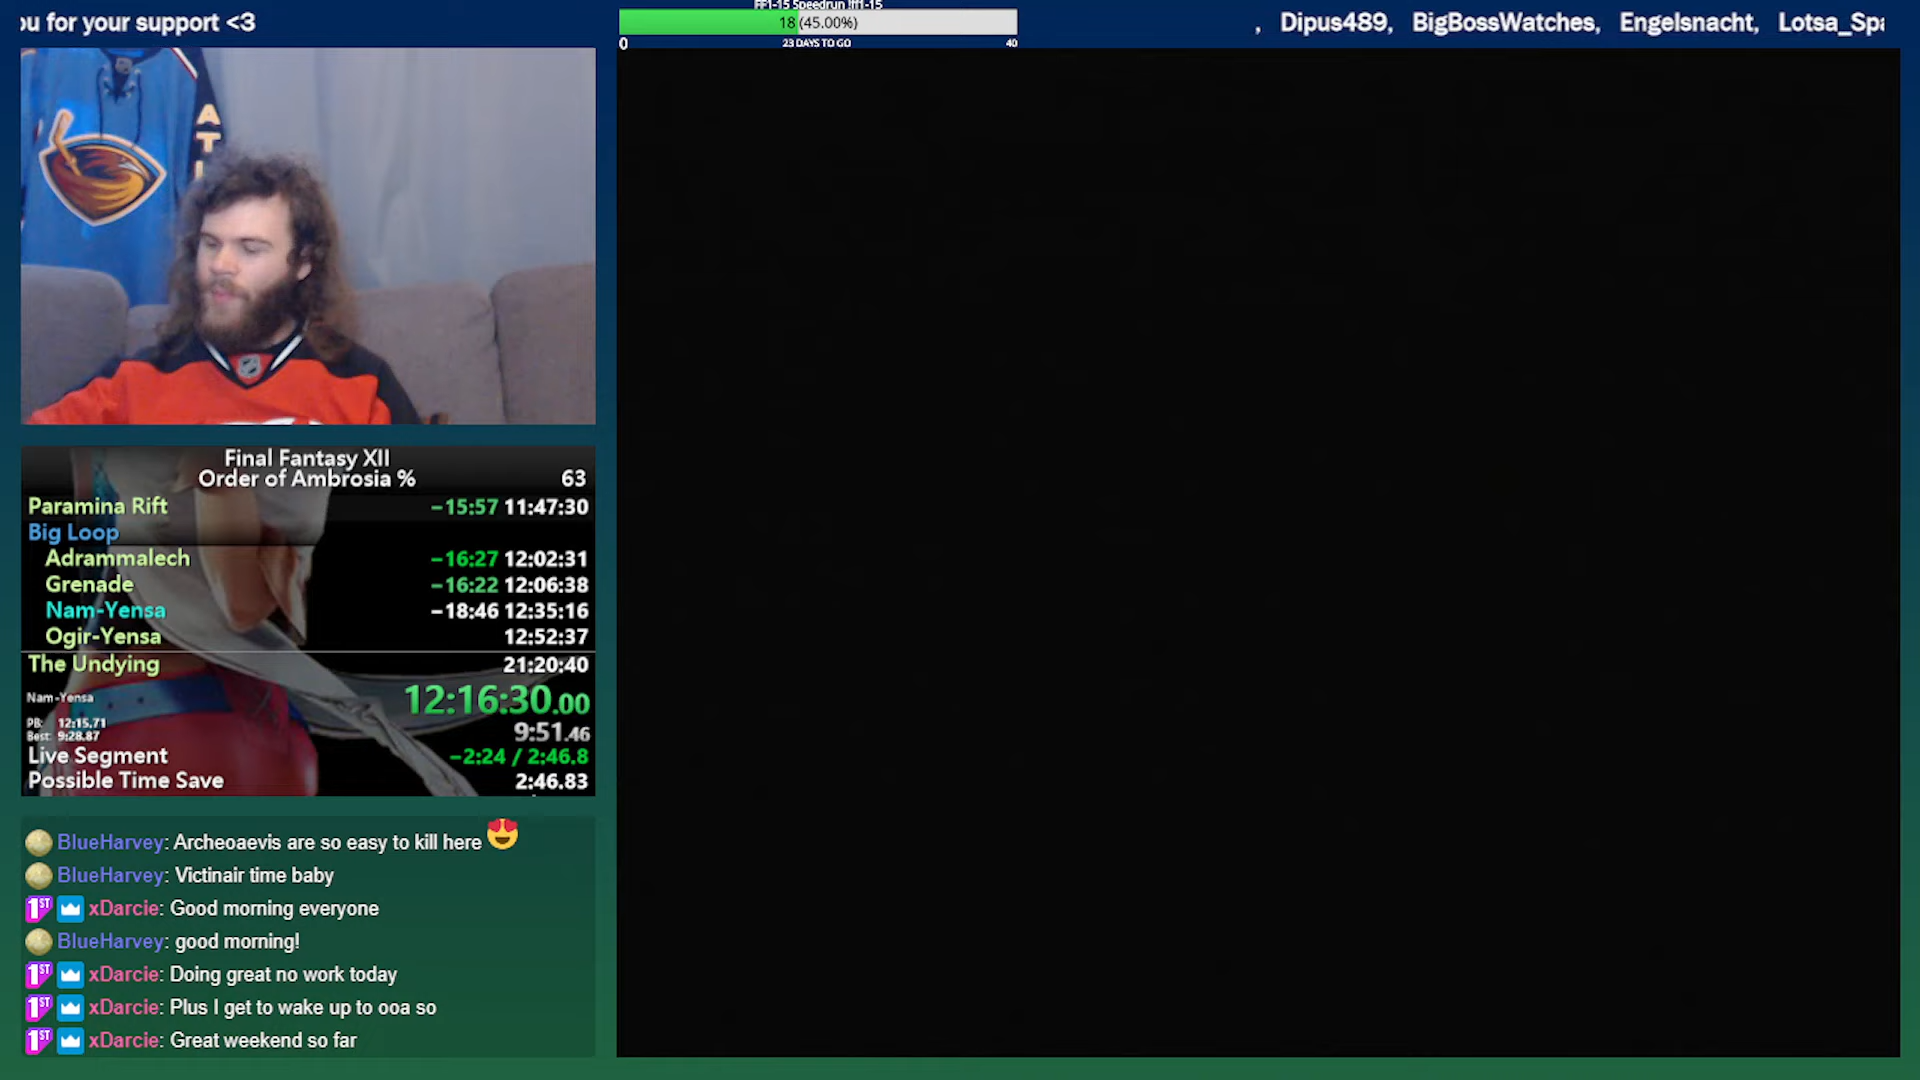 ou for your support <3
FF1-15 Speedrun !ff1-15
18 (45.00%)
0 23 DAYS TO GO 40
, Dipus489, BigBossWatches, Engelsnacht, Lotsa_Spa
Final Fantasy XII
Order of Ambrosia % 63
Paramina Rift −15:57 11:47:30
Big Loop
Adrammalech −16:27 12:02:31
Grenade −16:22 12:06:38
Nam-Yensa −18:46 12:35:16
Ogir-Yensa 12:52:37
The Undying 21:20:40
Nam-Yensa 12:16:30.00
PB: 12:15.71
Best: 9:28.87 9:51.46
Live Segment −2:24 / 2:46.8
Possible Time Save 2:46.83
BlueHarvey: Archeoaevis are so easy to kill here 😍
BlueHarvey: Victinair time baby
1ST xDarcie: Good morning everyone
BlueHarvey: good morning!
1ST xDarcie: Doing great no work today
1ST xDarcie: Plus I get to wake up to ooa so
1ST xDarcie: Great weekend so far